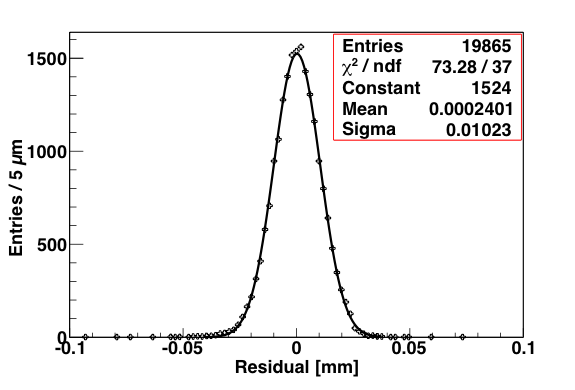 Entries 19865
χ² / ndf 73.28 / 37
Constant 1524
Mean 0.0002401
Sigma 0.01023
Entries / 5 µm
1500
1000
500
0
-0.1 -0.05 0 0.05 0.1
Residual [mm]